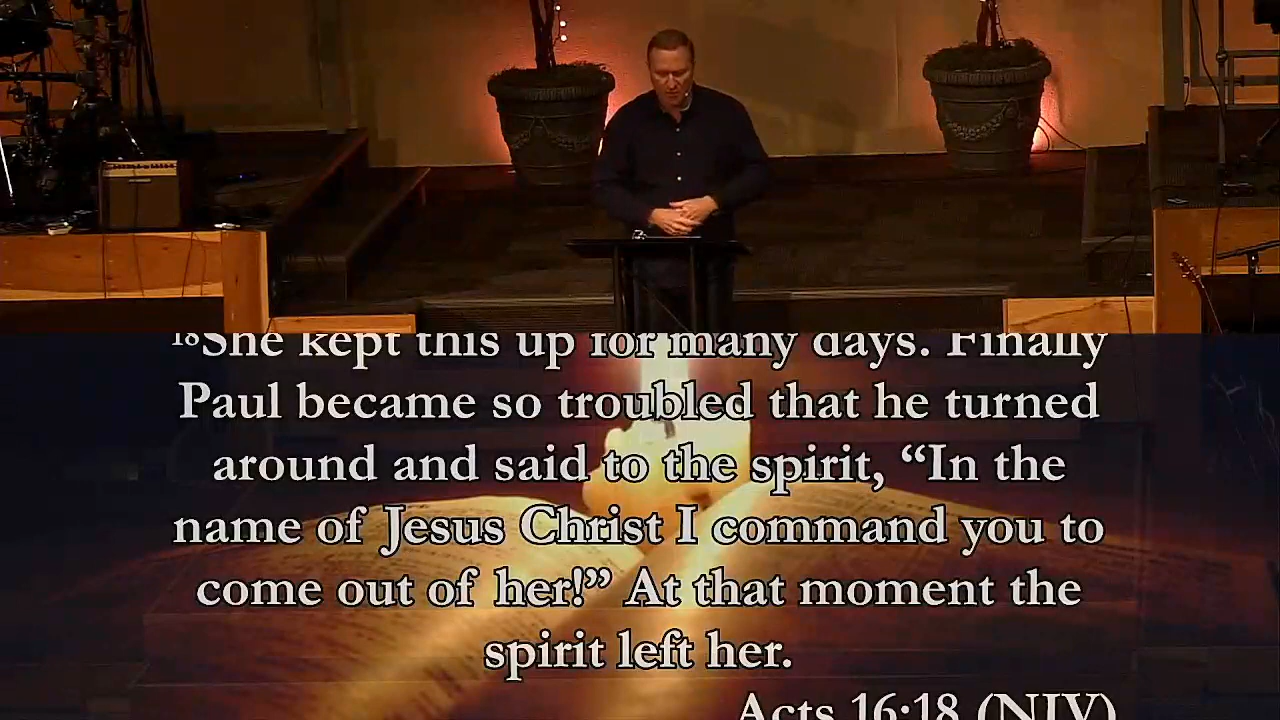 ¹⁸She kept this up for many days. Finally
Paul became so troubled that he turned
around and said to the spirit, “In the
name of Jesus Christ I command you to
come out of her!” At that moment the
spirit left her.
Acts 16:18 (NIV)